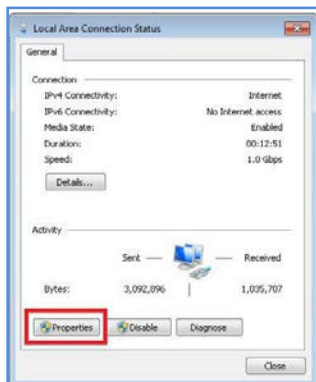 Local Area Connection Status
General
Connection
IPv4 Connectivity: Internet
IPv6 Connectivity: No Internet access
Media State: Enabled
Duration: 00:12:51
Speed: 1.0 Gbps
Details...
Activity
Sent Received
Bytes: 3,092,896 1,035,707
Properties Disable Diagnose
Close